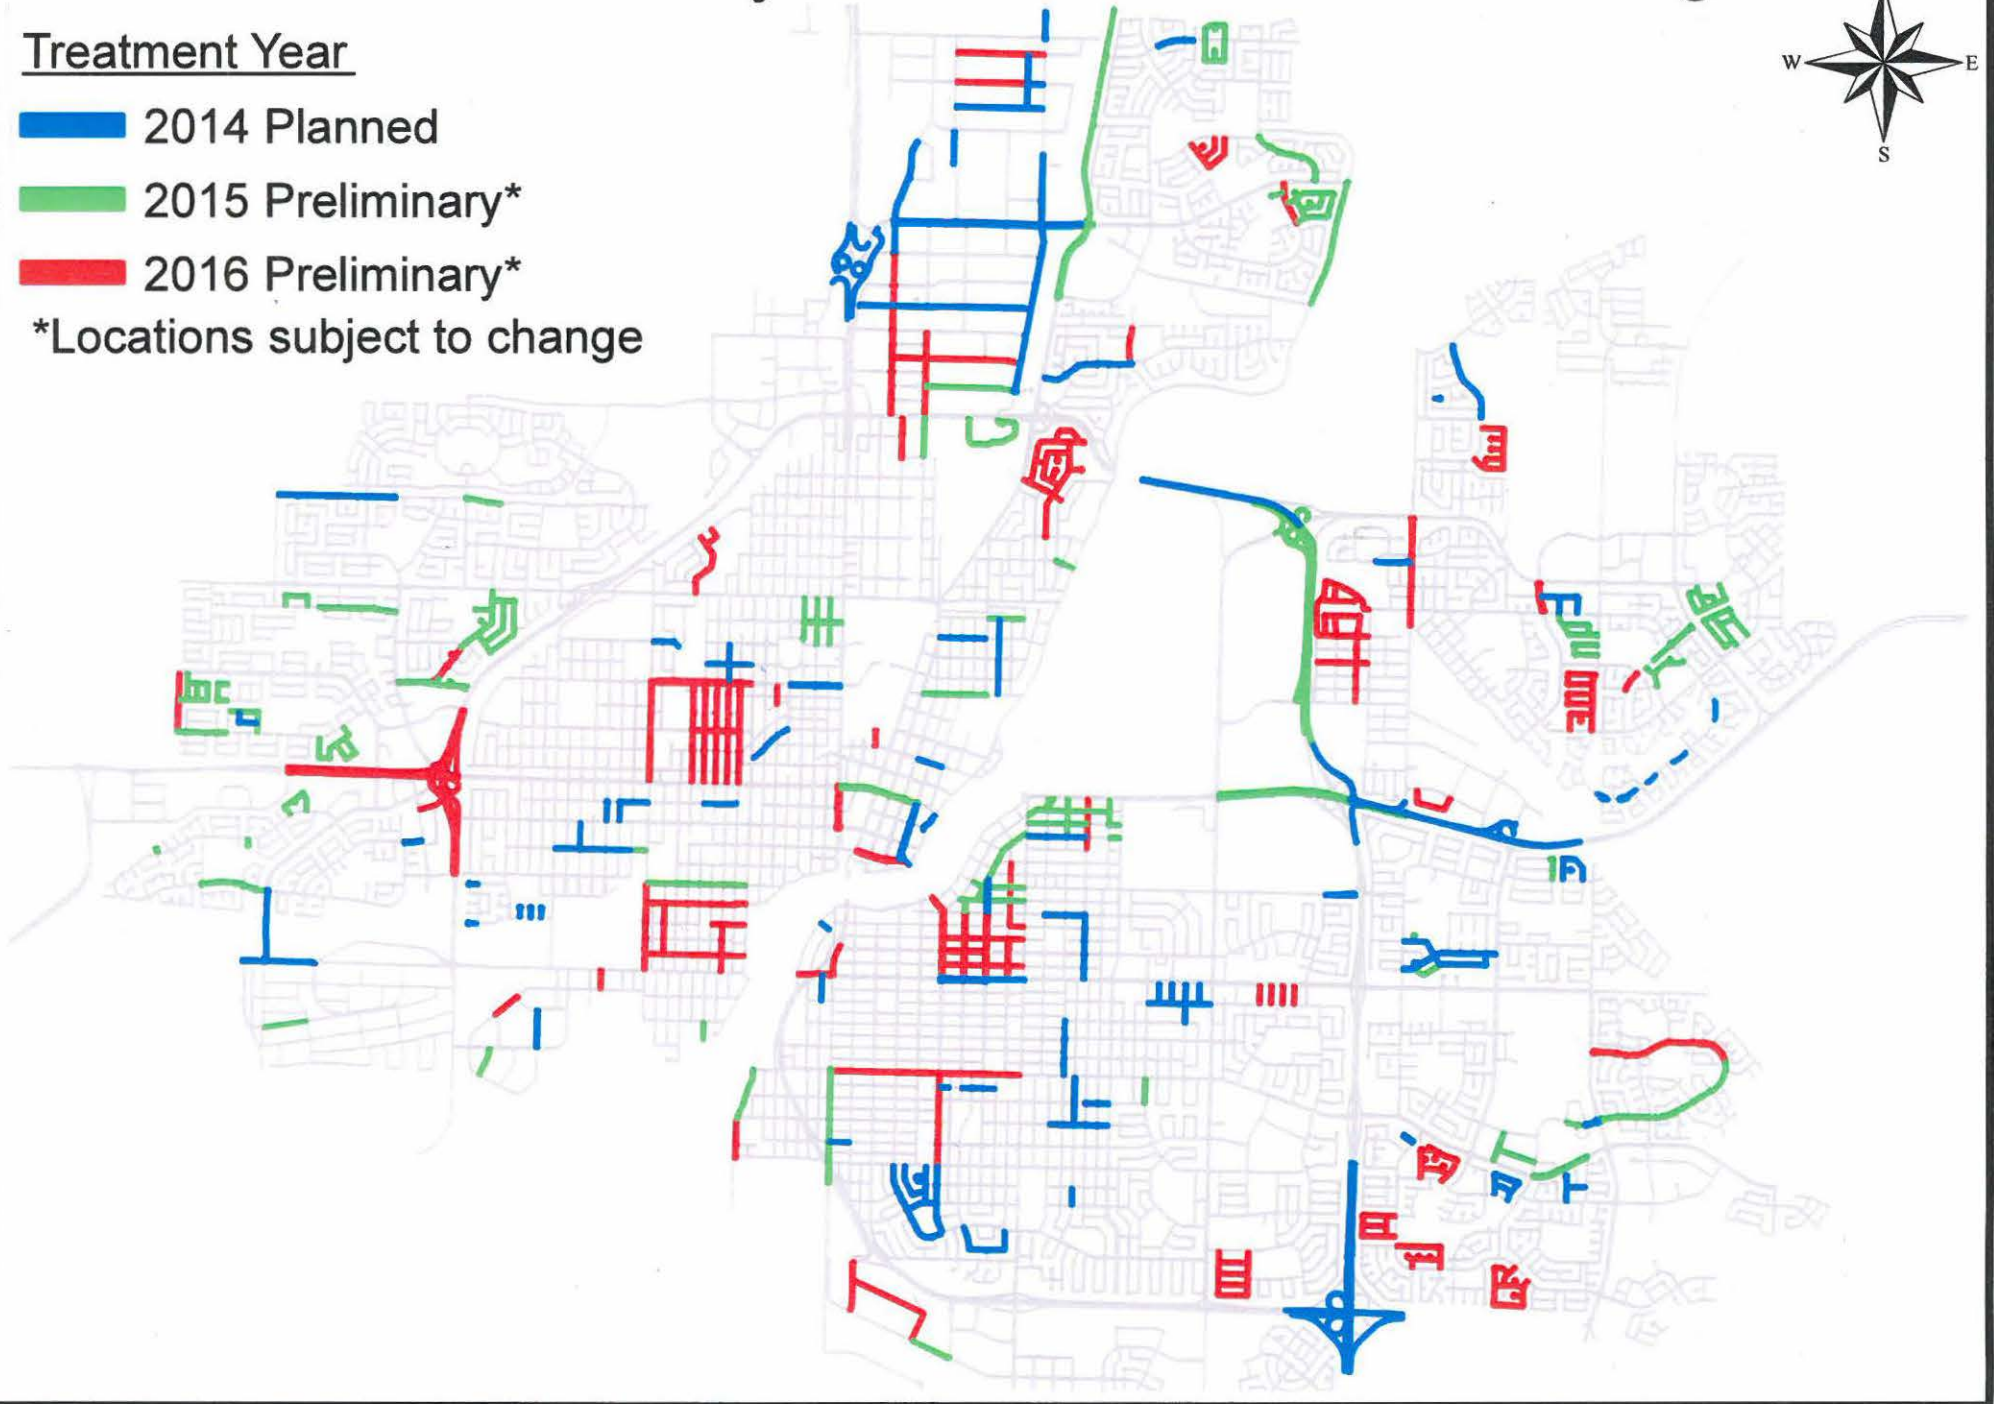 Treatment Year
2014 Planned
2015 Preliminary*
2016 Preliminary*
*Locations subject to change
W
E
S